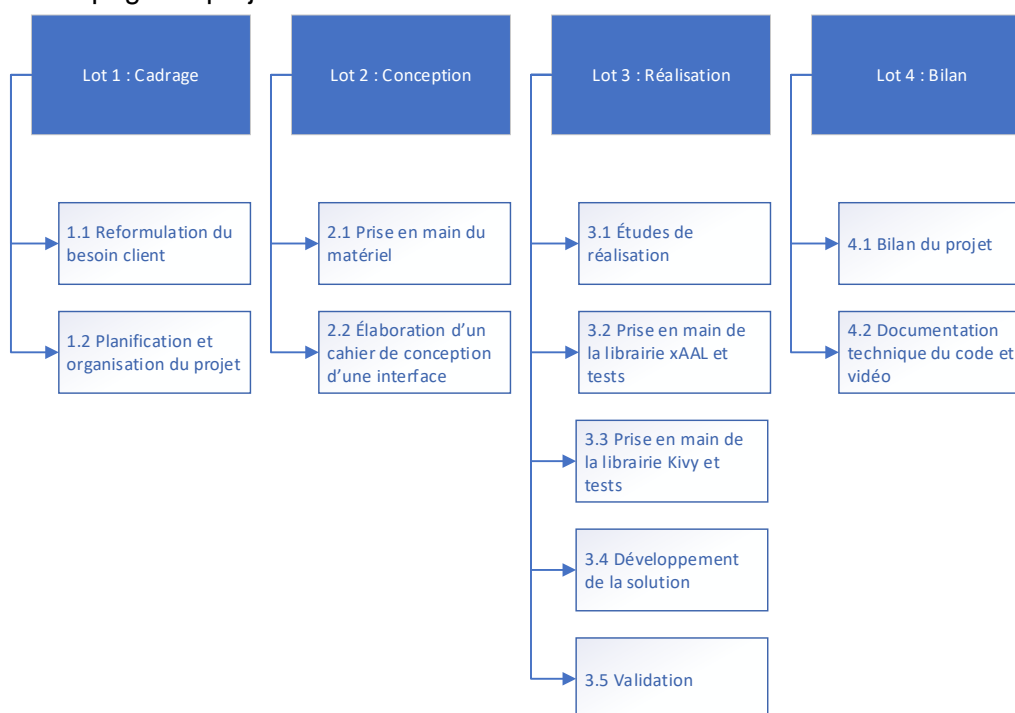 Lot 1 : Cadrage
1.1 Reformulation du
besoin client
1.2 Planification et
organisation du projet
Lot 2 : Conception
2.1 Prise en main du
matériel
2.2 Élaboration d’un
cahier de conception
d’une interface
Lot 3 : Réalisation
3.1 Études de
réalisation
3.2 Prise en main de
la librairie xAAL et
tests
3.3 Prise en main de
la librairie Kivy et
tests
3.4 Développement
de la solution
3.5 Validation
Lot 4 : Bilan
4.1 Bilan du projet
4.2 Documentation
technique du code et
vidéo